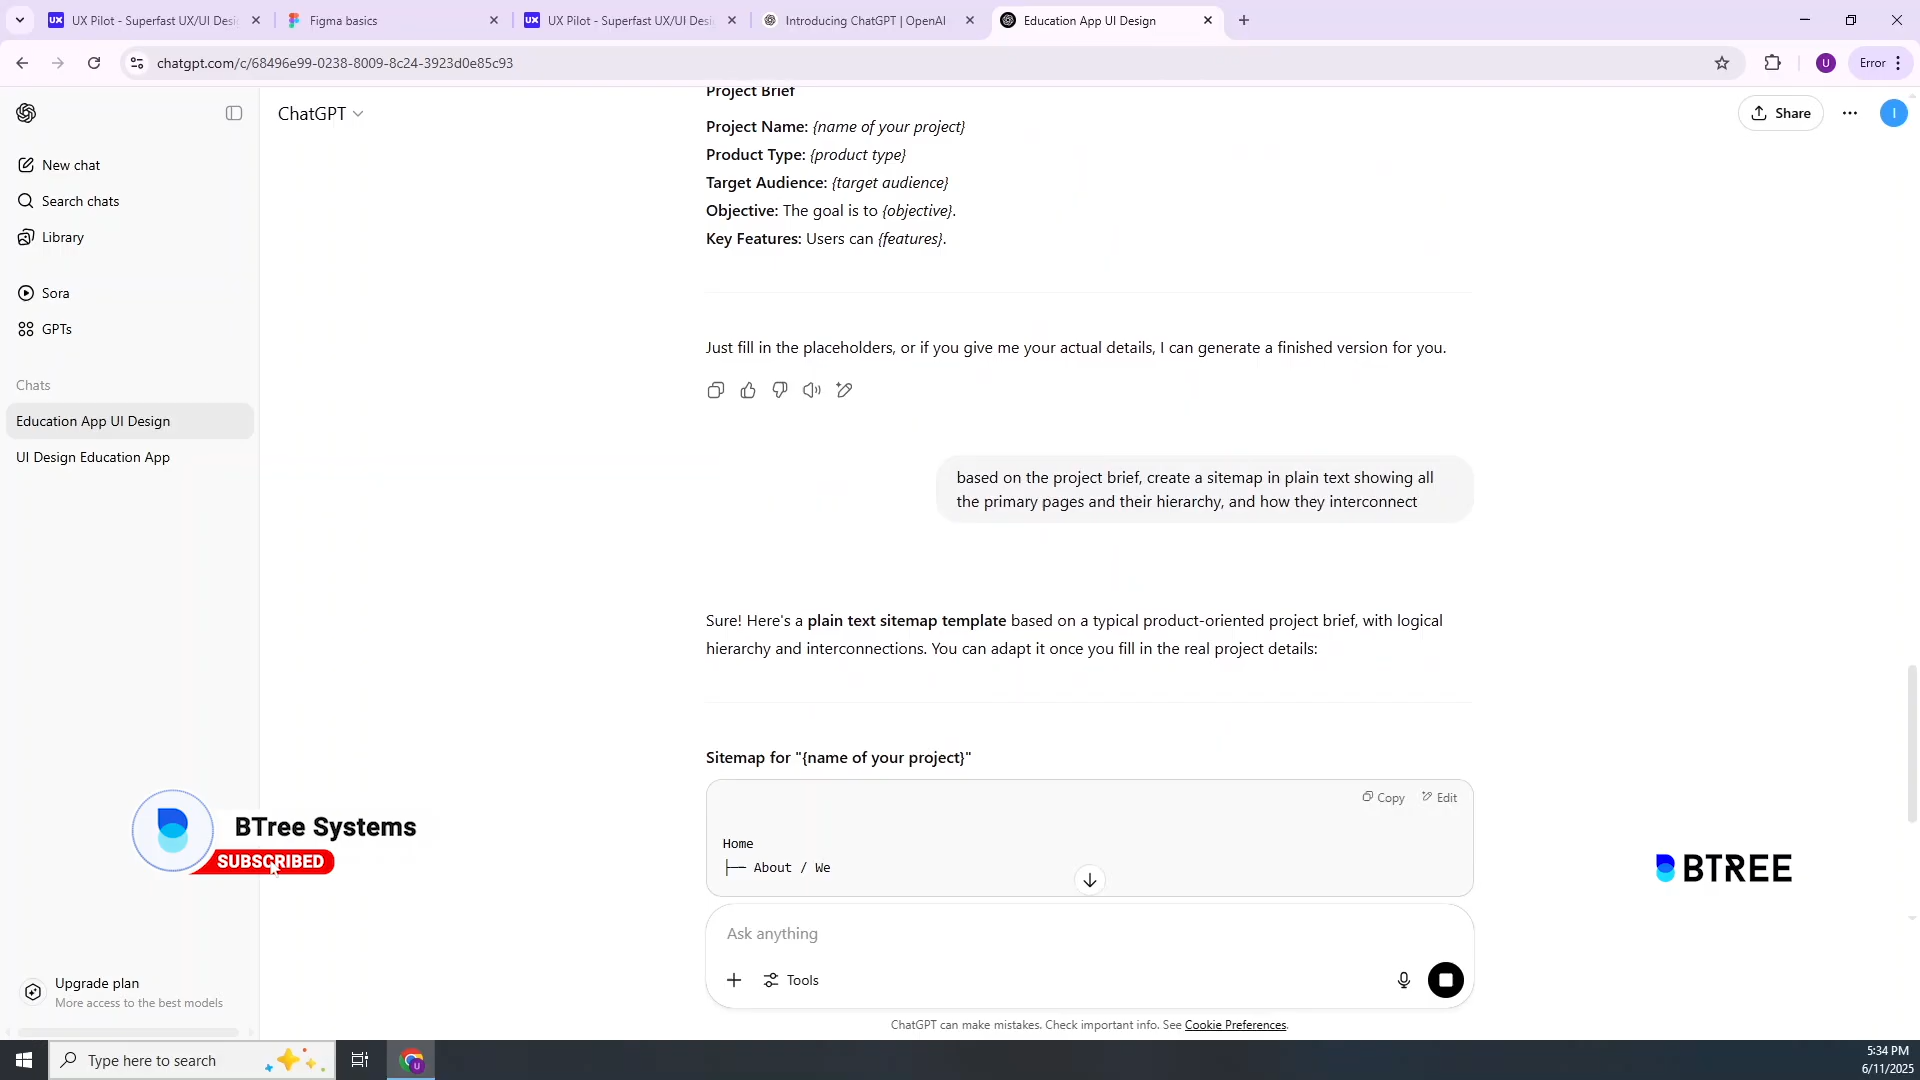 UX Pilot - Superfast UX/UI Desi
Figma basics
UX Pilot - Superfast UX/UI Desi
Introducing ChatGPT | OpenAI
Education App UI Design
chatgpt.com/c/68496e99-0238-8009-8c24-3923d0e85c93
U
Error
ChatGPT
Share
I
New chat
Search chats
Library
Sora
GPTs
Chats
Education App UI Design
UI Design Education App
Project Brief
Project Name: {name of your project}
Product Type: {product type}
Target Audience: {target audience}
Objective: The goal is to {objective}.
Key Features: Users can {features}.
Just fill in the placeholders, or if you give me your actual details, I can generate a finished version for you.
based on the project brief, create a sitemap in plain text showing all
the primary pages and their hierarchy, and how they interconnect
Sure! Here's a plain text sitemap template based on a typical product-oriented project brief, with logical
hierarchy and interconnections. You can adapt it once you fill in the real project details:
Sitemap for "{name of your project}"
Copy
Edit
Home
├── About / We
BTree Systems
SUBSCRIBED
BTREE
Ask anything
Tools
Upgrade plan
More access to the best models
ChatGPT can make mistakes. Check important info. See Cookie Preferences.
Type here to search
U
5:34 PM
6/11/2025